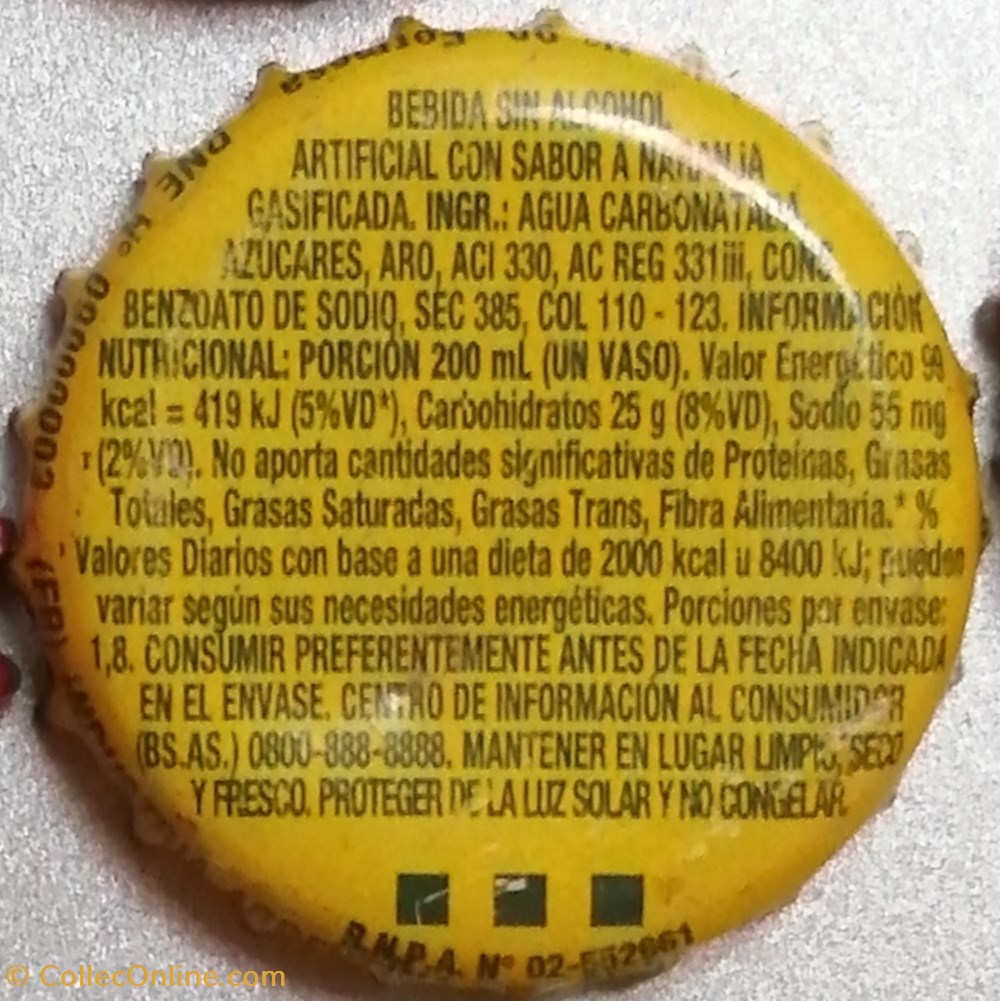 BEBIDA SIN ALCOHOL
ARTIFICIAL CON SABOR A NARANJA
GASIFICADA. INGR.: AGUA CARBONATADA,
AZUCARES, ARO, ACI 330, AC REG 331iii, CONS
BENZOATO DE SODIO, SEC 385, COL 110 - 123. INFORMACIÓN
NUTRICIONAL: PORCIÓN 200 mL (UN VASO). Valor Energético 99
kcal = 419 kJ (5%VD*), Carbohidratos 25 g (8%VD), Sodio 55 mg
(2%VD). No aporta cantidades significativas de Proteínas, Grasas
Totales, Grasas Saturadas, Grasas Trans, Fibra Alimentaria.* %
Valores Diarios con base a una dieta de 2000 kcal u 8400 kJ; pueden
variar según sus necesidades energéticas. Porciones por envase:
1,8. CONSUMIR PREFERENTEMENTE ANTES DE LA FECHA INDICADA
EN EL ENVASE. CENTRO DE INFORMACIÓN AL CONSUMIDOR
(BS.AS.) 0800-888-8888. MANTENER EN LUGAR LIMPIO, SECO
Y FRESCO. PROTEGER DE LA LUZ SOLAR Y NO CONGELAR.
R.N.P.A. N°
RNE N° 00000003
© CollecOnline.com